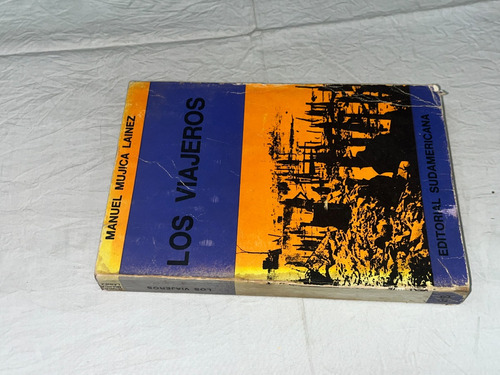 MANUEL MUJICA LAINEZ
LOS VIAJEROS
EDITORIAL SUDAMERICANA
LOS VIAJEROS